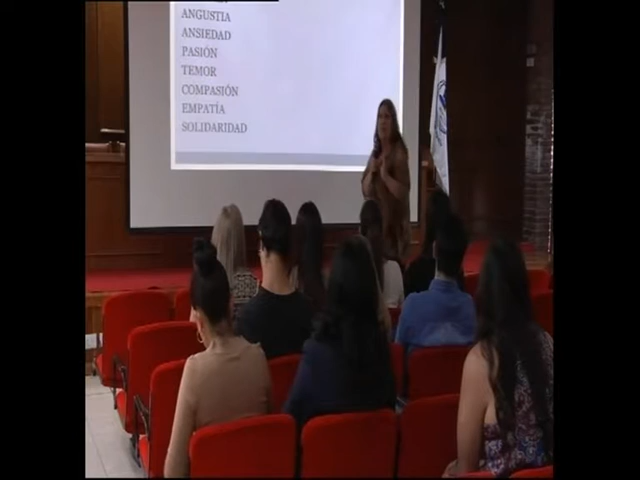 ANGUSTIA
ANSIEDAD
PASIÓN
TEMOR
COMPASIÓN
EMPATÍA
SOLIDARIDAD